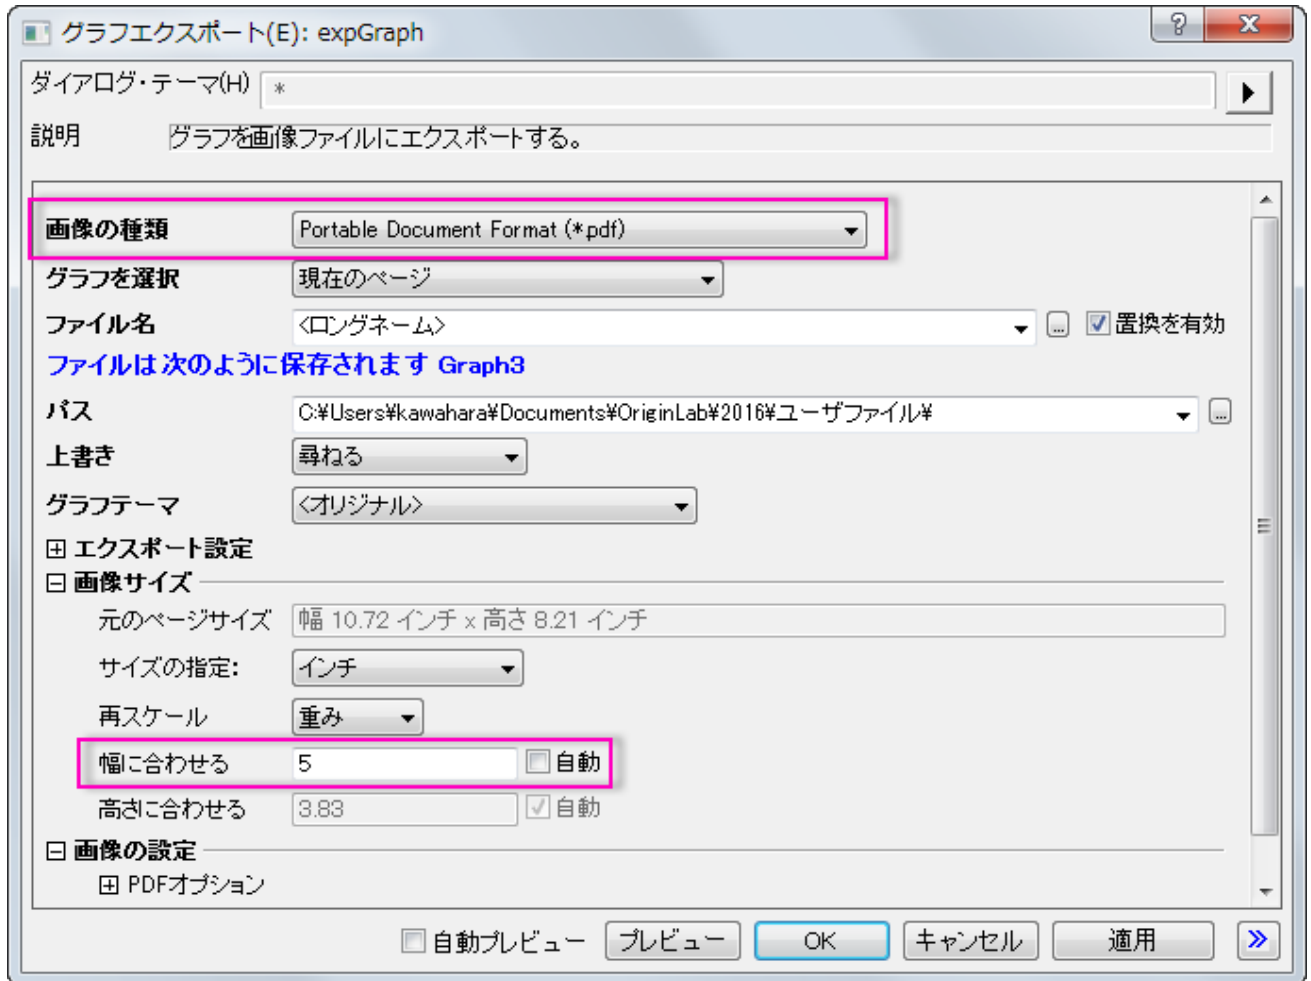 グラフエクスポート(E): expGraph
ダイアログ・テーマ(H) *
説明 グラフを画像ファイルにエクスポートする。
画像の種類 Portable Document Format (*.pdf)
グラフを選択 現在のページ
ファイル名 <ロングネーム> ... 置換を有効
ファイルは次のように保存されます Graph3
パス C:¥Users¥kawahara¥Documents¥OriginLab¥2016¥ユーザファイル¥ ...
上書き 尋ねる
グラフテーマ <オリジナル>
エクスポート設定
画像サイズ
元のページサイズ 幅 10.72 インチ x 高さ 8.21 インチ
サイズの指定: インチ
再スケール 重み
幅に合わせる 5 自動
高さに合わせる 3.83 自動
画像の設定
PDFオプション
自動プレビュー プレビュー OK キャンセル 適用